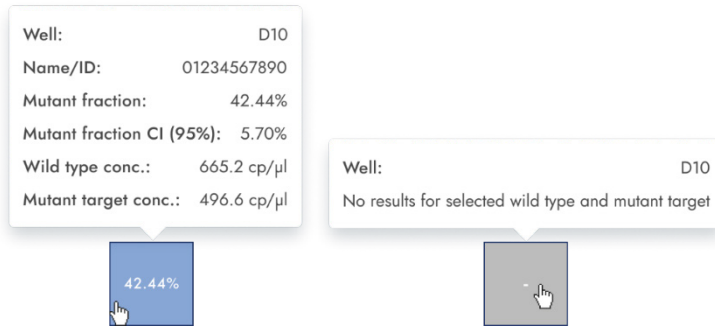 Well: D10
Name/ID: 01234567890
Mutant fraction: 42.44%
Mutant fraction CI (95%): 5.70%
Wild type conc.: 665.2 cp/µl
Mutant target conc.: 496.6 cp/µl
42.44%
Well: D10
No results for selected wild type and mutant target
-